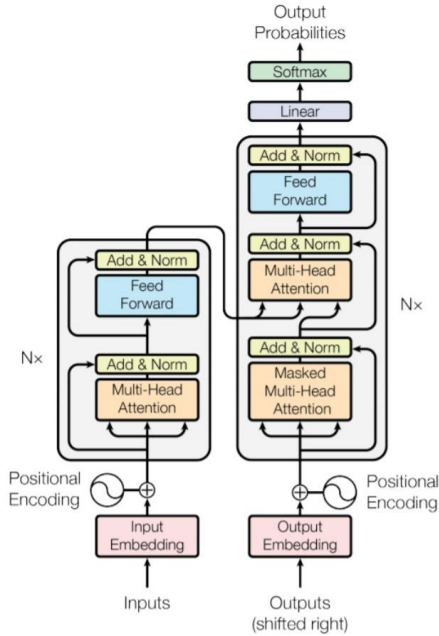 Output
Probabilities
Softmax
Linear
Add & Norm
Feed
Forward
Add & Norm
Multi-Head
Attention
Add & Norm
Masked
Multi-Head
Attention
N×
Add & Norm
Feed
Forward
Add & Norm
Multi-Head
Attention
N×
Positional
Encoding
Positional
Encoding
Input
Embedding
Output
Embedding
Inputs
Outputs
(shifted right)